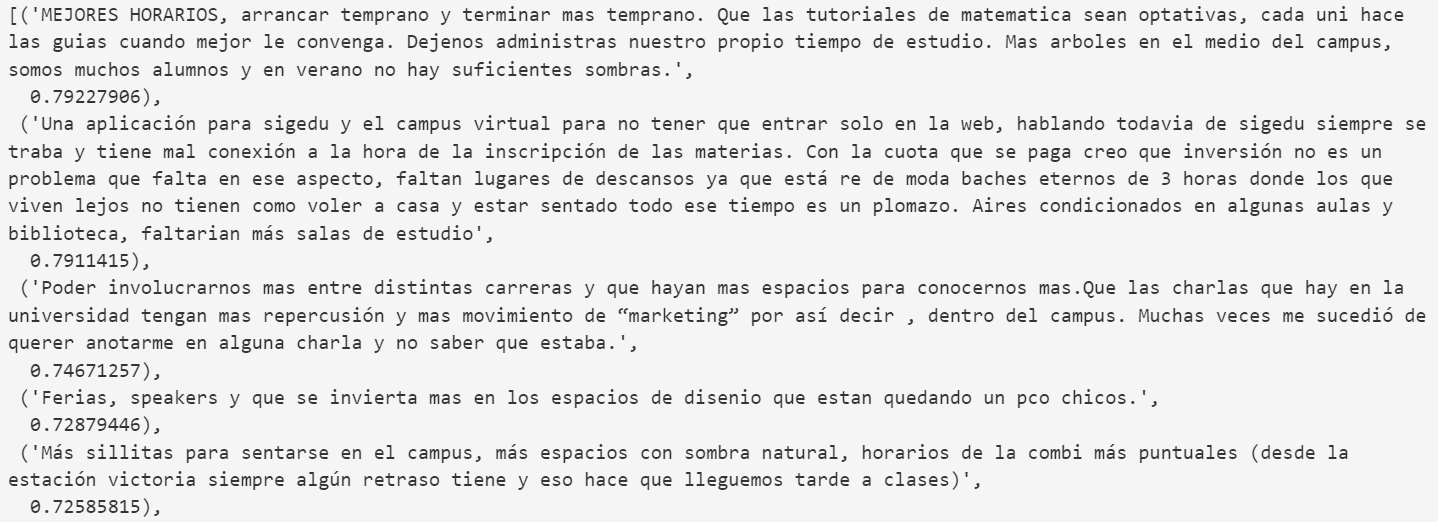 [('MEJORES HORARIOS, arrancar temprano y terminar mas temprano. Que las tutoriales de matematica sean optativas, cada uni hace
las guias cuando mejor le convenga. Dejenos administras nuestro propio tiempo de estudio. Mas arboles en el medio del campus,
somos muchos alumnos y en verano no hay suficientes sombras.',
0.79227906),
('Una aplicación para sigedu y el campus virtual para no tener que entrar solo en la web, hablando todavia de sigedu siempre se
traba y tiene mal conexión a la hora de la inscripción de las materias. Con la cuota que se paga creo que inversión no es un
problema que falta en ese aspecto, faltan lugares de descansos ya que está re de moda baches eternos de 3 horas donde los que
viven lejos no tienen como voler a casa y estar sentado todo ese tiempo es un plomazo. Aires condicionados en algunas aulas y
biblioteca, faltarian más salas de estudio',
0.7911415),
('Poder involucrarnos mas entre distintas carreras y que hayan mas espacios para conocernos mas.Que las charlas que hay en la
universidad tengan mas repercusión y mas movimiento de “marketing” por así decir , dentro del campus. Muchas veces me sucedió de
querer anotarme en alguna charla y no saber que estaba.',
0.74671257),
('Ferias, speakers y que se invierta mas en los espacios de disenio que estan quedando un pco chicos.',
0.72879446),
('Más sillitas para sentarse en el campus, más espacios con sombra natural, horarios de la combi más puntuales (desde la
estación victoria siempre algún retraso tiene y eso hace que lleguemos tarde a clases)',
0.72585815),